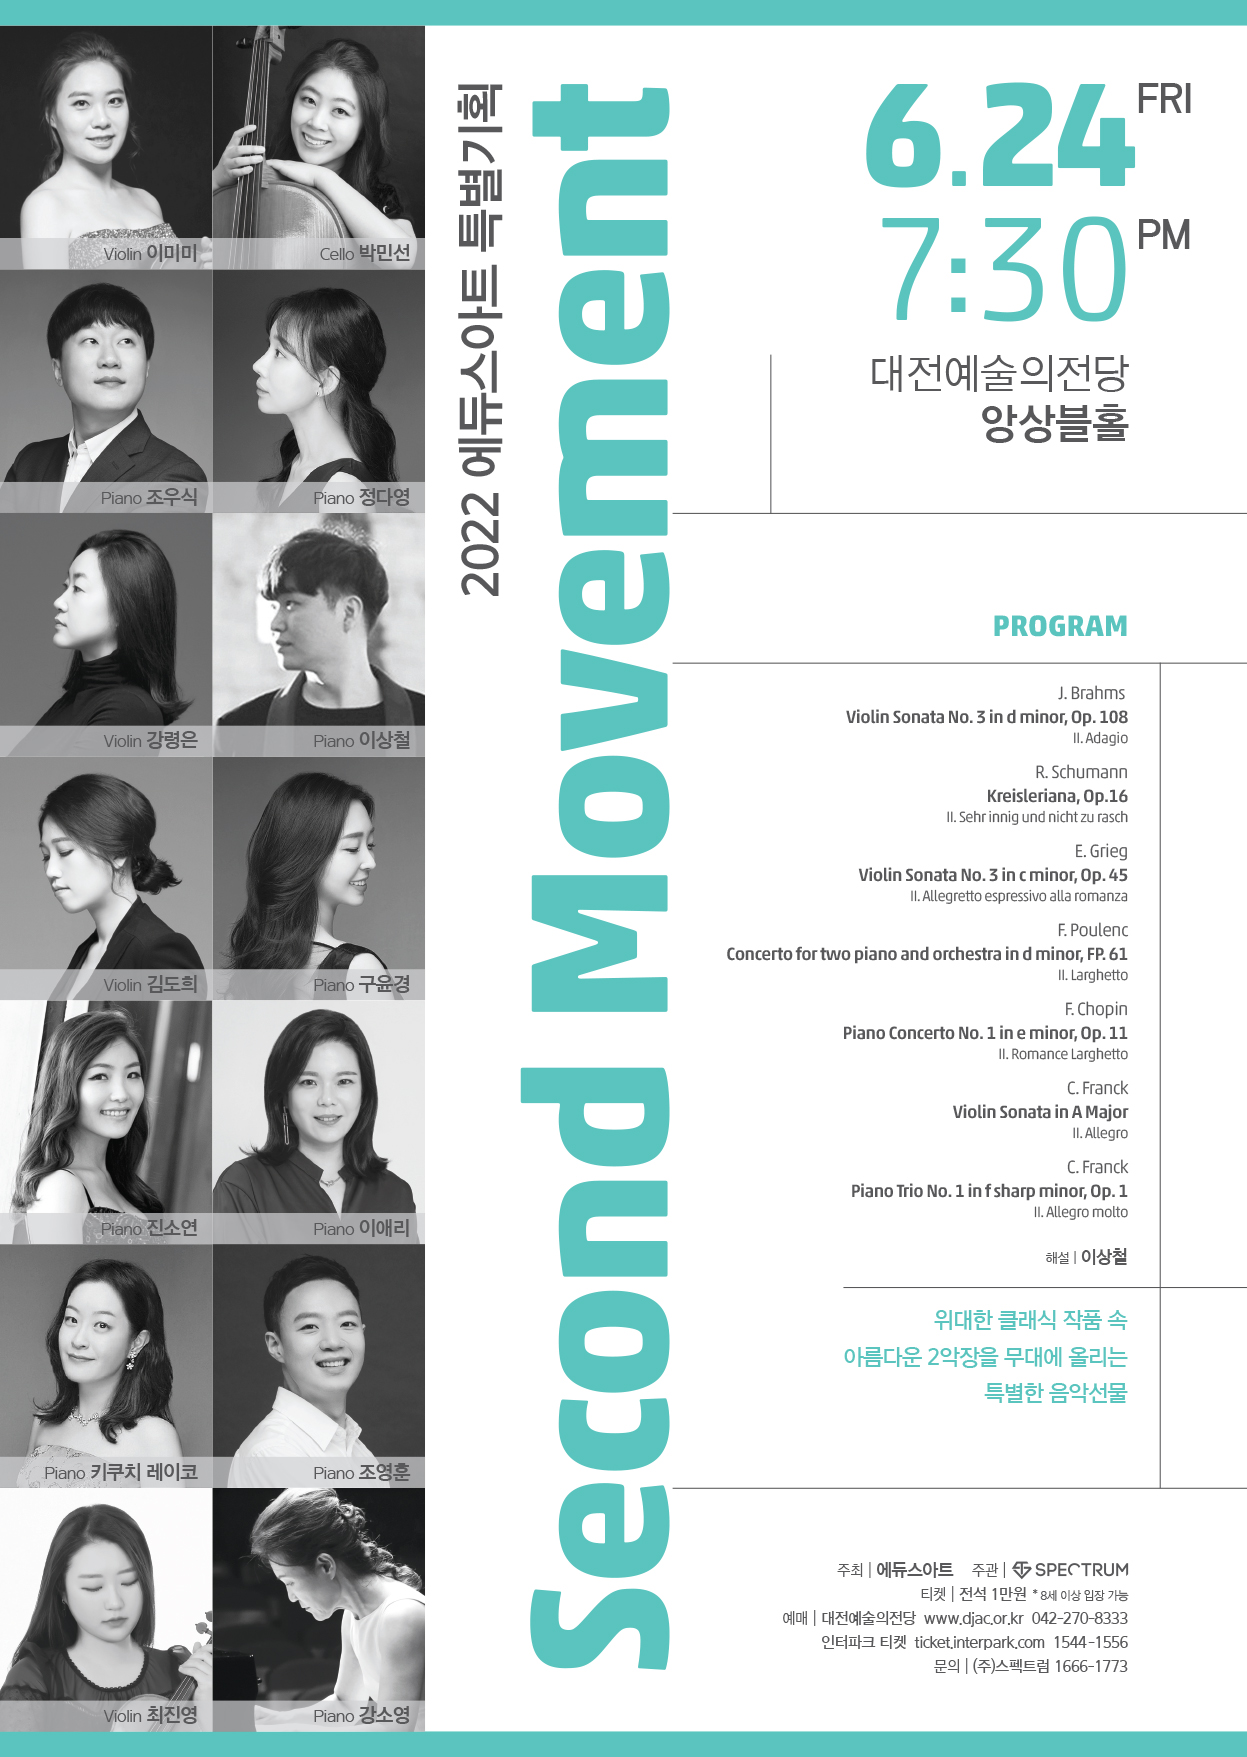 Violin 이미미
Cello 박민선
Piano 조우식
Piano 정다영
Violin 강령은
Piano 이상철
Violin 김도희
Piano 구윤경
Piano 진소연
Piano 이애리
Piano 키쿠치 레이코
Piano 조영훈
Violin 최진영
Piano 강소영
2022 에듀스아트 특별기획
Second Movement
6.24 FRI
7:30 PM
대전예술의전당
앙상블홀
PROGRAM
J. Brahms
Violin Sonata No. 3 in d minor, Op. 108
II. Adagio
R. Schumann
Kreisleriana, Op.16
II. Sehr innig und nicht zu rasch
E. Grieg
Violin Sonata No. 3 in c minor, Op. 45
II. Allegretto espressivo alla romanza
F. Poulenc
Concerto for two piano and orchestra in d minor, FP. 61
II. Larghetto
F. Chopin
Piano Concerto No. 1 in e minor, Op. 11
II. Romance Larghetto
C. Franck
Violin Sonata in A Major
II. Allegro
C. Franck
Piano Trio No. 1 in f sharp minor, Op. 1
II. Allegro molto
해설 | 이상철
위대한 클래식 작품 속
아름다운 2악장을 무대에 올리는
특별한 음악선물
주최 | 에듀스아트 주관 | SPECTRUM
티켓 | 전석 1만원 * 8세 이상 입장 가능
예매 | 대전예술의전당 www.djac.or.kr 042-270-8333
인터파크 티켓 ticket.interpark.com 1544-1556
문의 | (주)스펙트럼 1666-1773